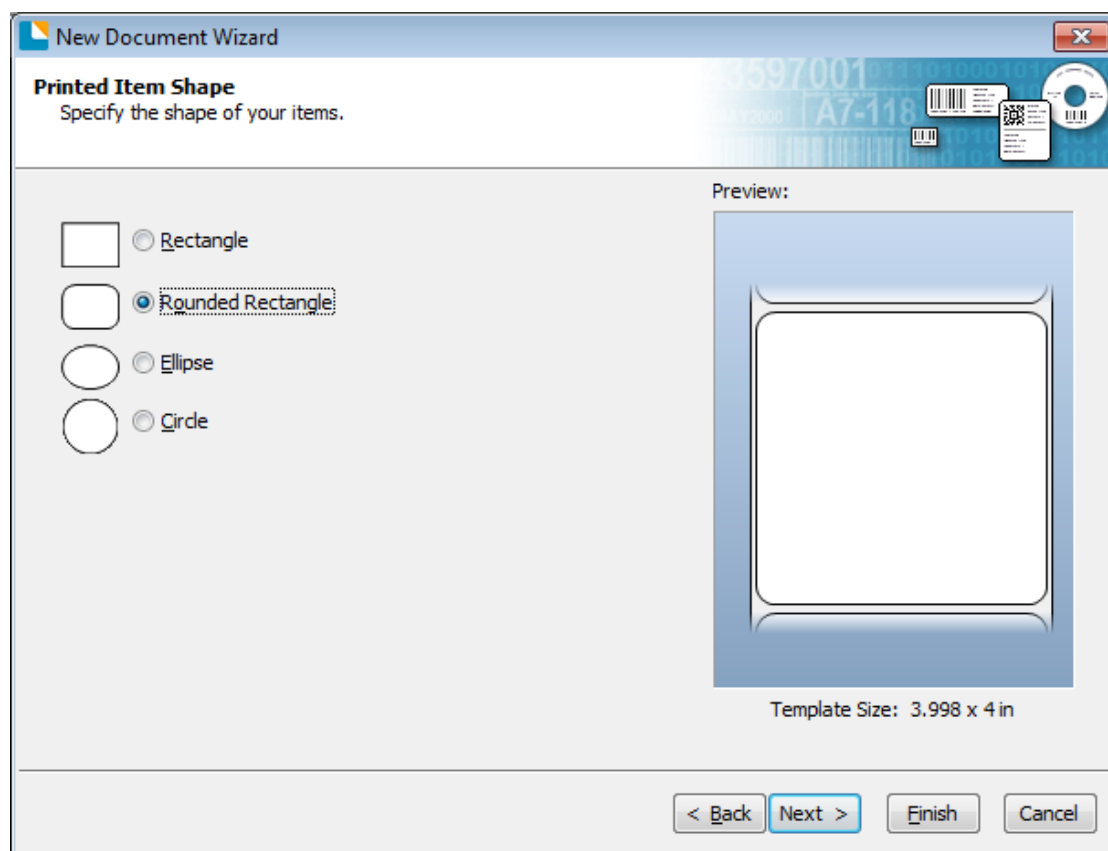 New Document Wizard
Printed Item Shape
Specify the shape of your items.
3597001
A7-118
Preview:
Rectangle
Rounded Rectangle
Ellipse
Circle
Template Size: 3.998 x 4 in
< Back
Next >
Finish
Cancel